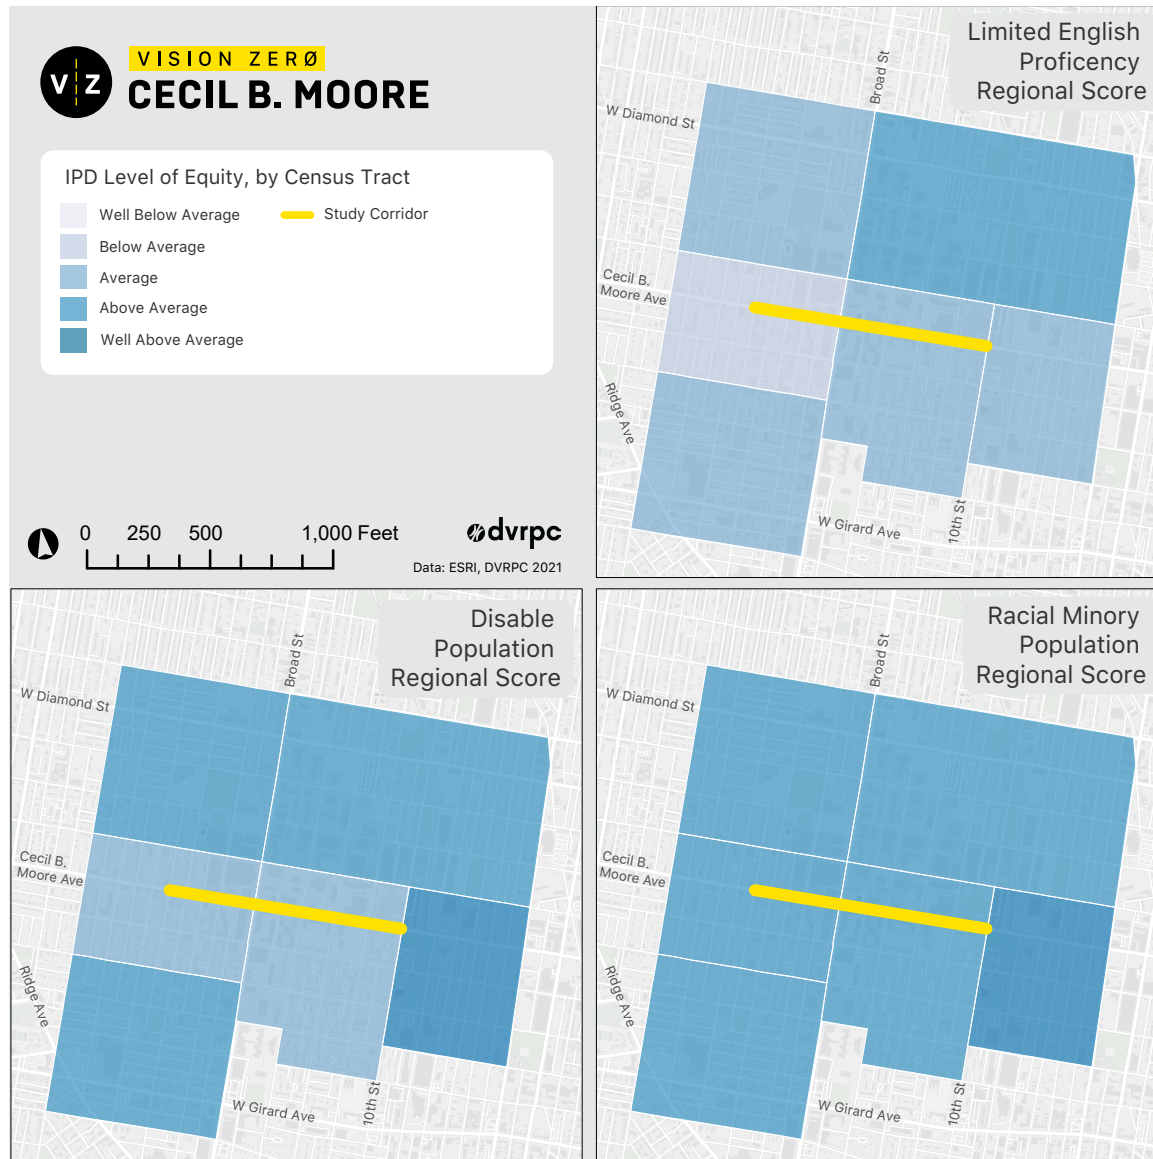 V Z
VISION ZERØ
CECIL B. MOORE
IPD Level of Equity, by Census Tract
Well Below Average
Study Corridor
Below Average
Average
Above Average
Well Above Average
0 250 500 1,000 Feet
dvrpc
Data: ESRI, DVRPC 2021
Limited English
Proficency
Regional Score
Broad St
W Diamond St
Cecil B.
Moore Ave
Ridge Ave
W Girard Ave
10th St
Disable
Population
Regional Score
Broad St
W Diamond St
Cecil B.
Moore Ave
Ridge Ave
W Girard Ave
10th St
Racial Minory
Population
Regional Score
Broad St
W Diamond St
Cecil B.
Moore Ave
Ridge Ave
W Girard Ave
10th St